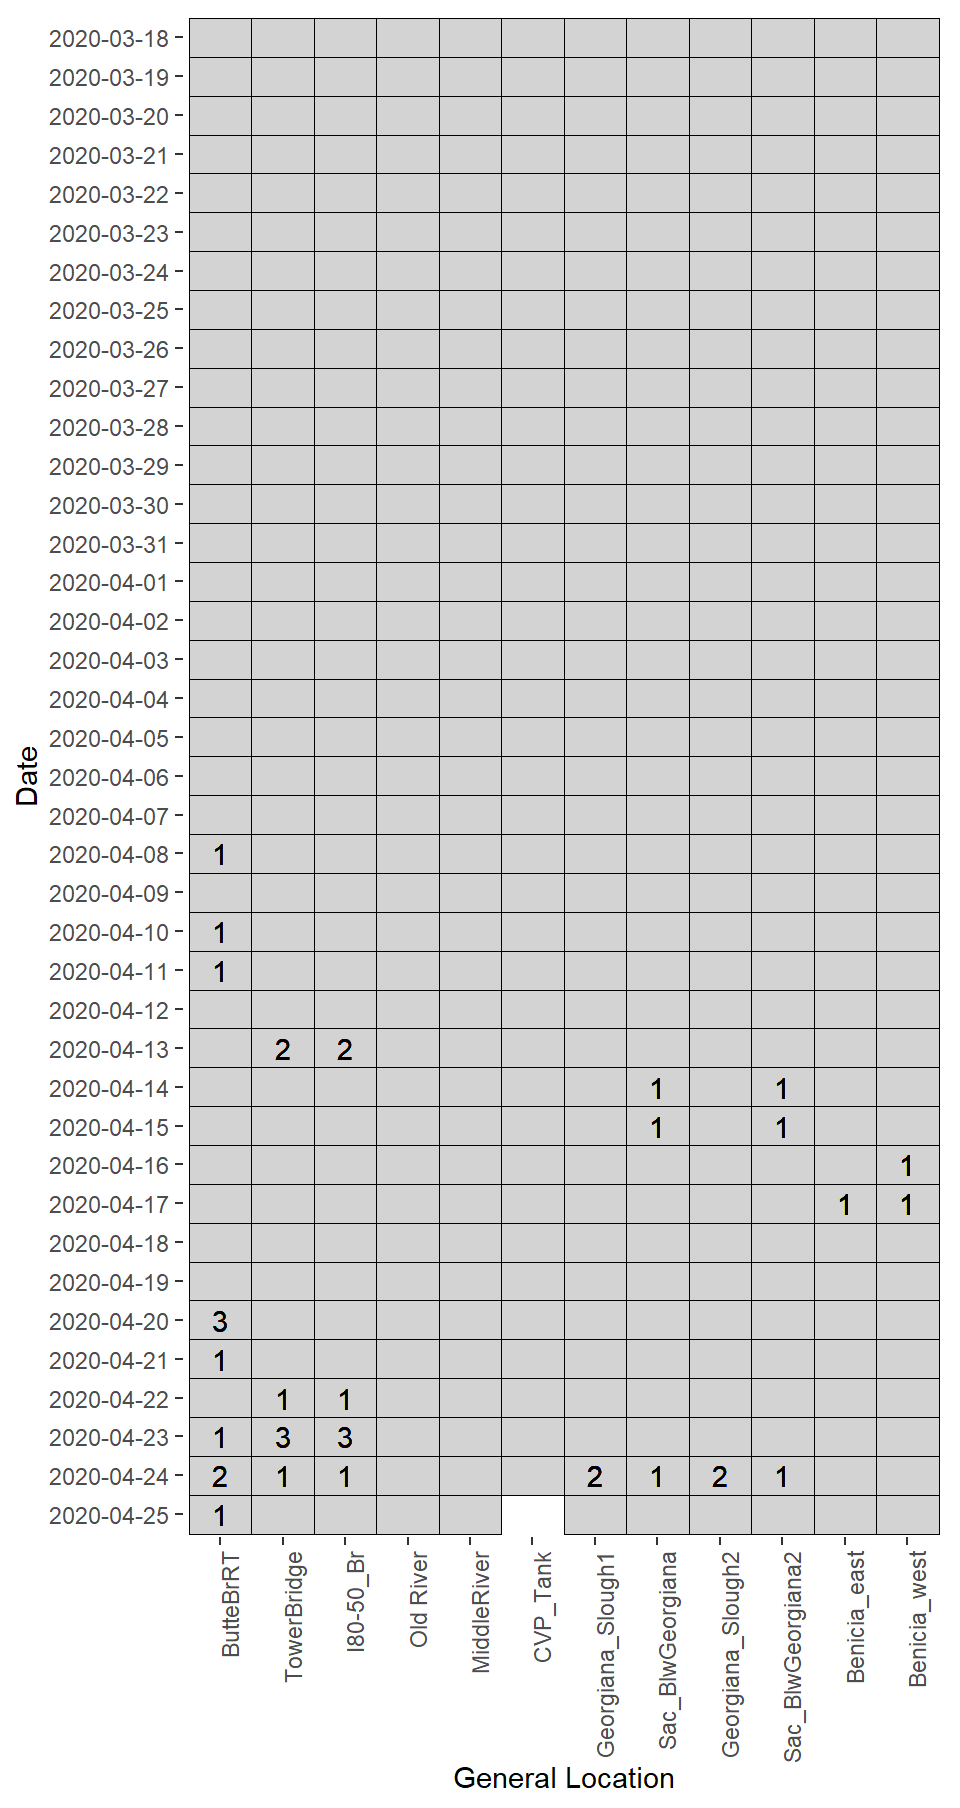 2020-03-18
2020-03-19
2020-03-20
2020-03-21
2020-03-22
2020-03-23
2020-03-24
2020-03-25
2020-03-26
2020-03-27
2020-03-28
2020-03-29
2020-03-30
2020-03-31
2020-04-01
2020-04-02
2020-04-03
2020-04-04
2020-04-05
2020-04-06
Date
2020-04-07
2020-04-08 1
2020-04-09
2020-04-10 1
2020-04-11 1
2020-04-12
2020-04-13 2 2
2020-04-14 1 1
2020-04-15 1 1
2020-04-16 1
2020-04-17 1 1
2020-04-18
2020-04-19
2020-04-20 3
2020-04-21 1
2020-04-22 1 1
2020-04-23 1 3 3
2020-04-24 2 1 1 2 1 2 1
2020-04-25 1
ButteBrRT
TowerBridge
I80-50_Br
Old River
MiddleRiver
CVP_Tank
Georgiana_Slough1
Sac_BlwGeorgiana
Georgiana_Slough2
Sac_BlwGeorgiana2
Benicia_east
Benicia_west
General Location